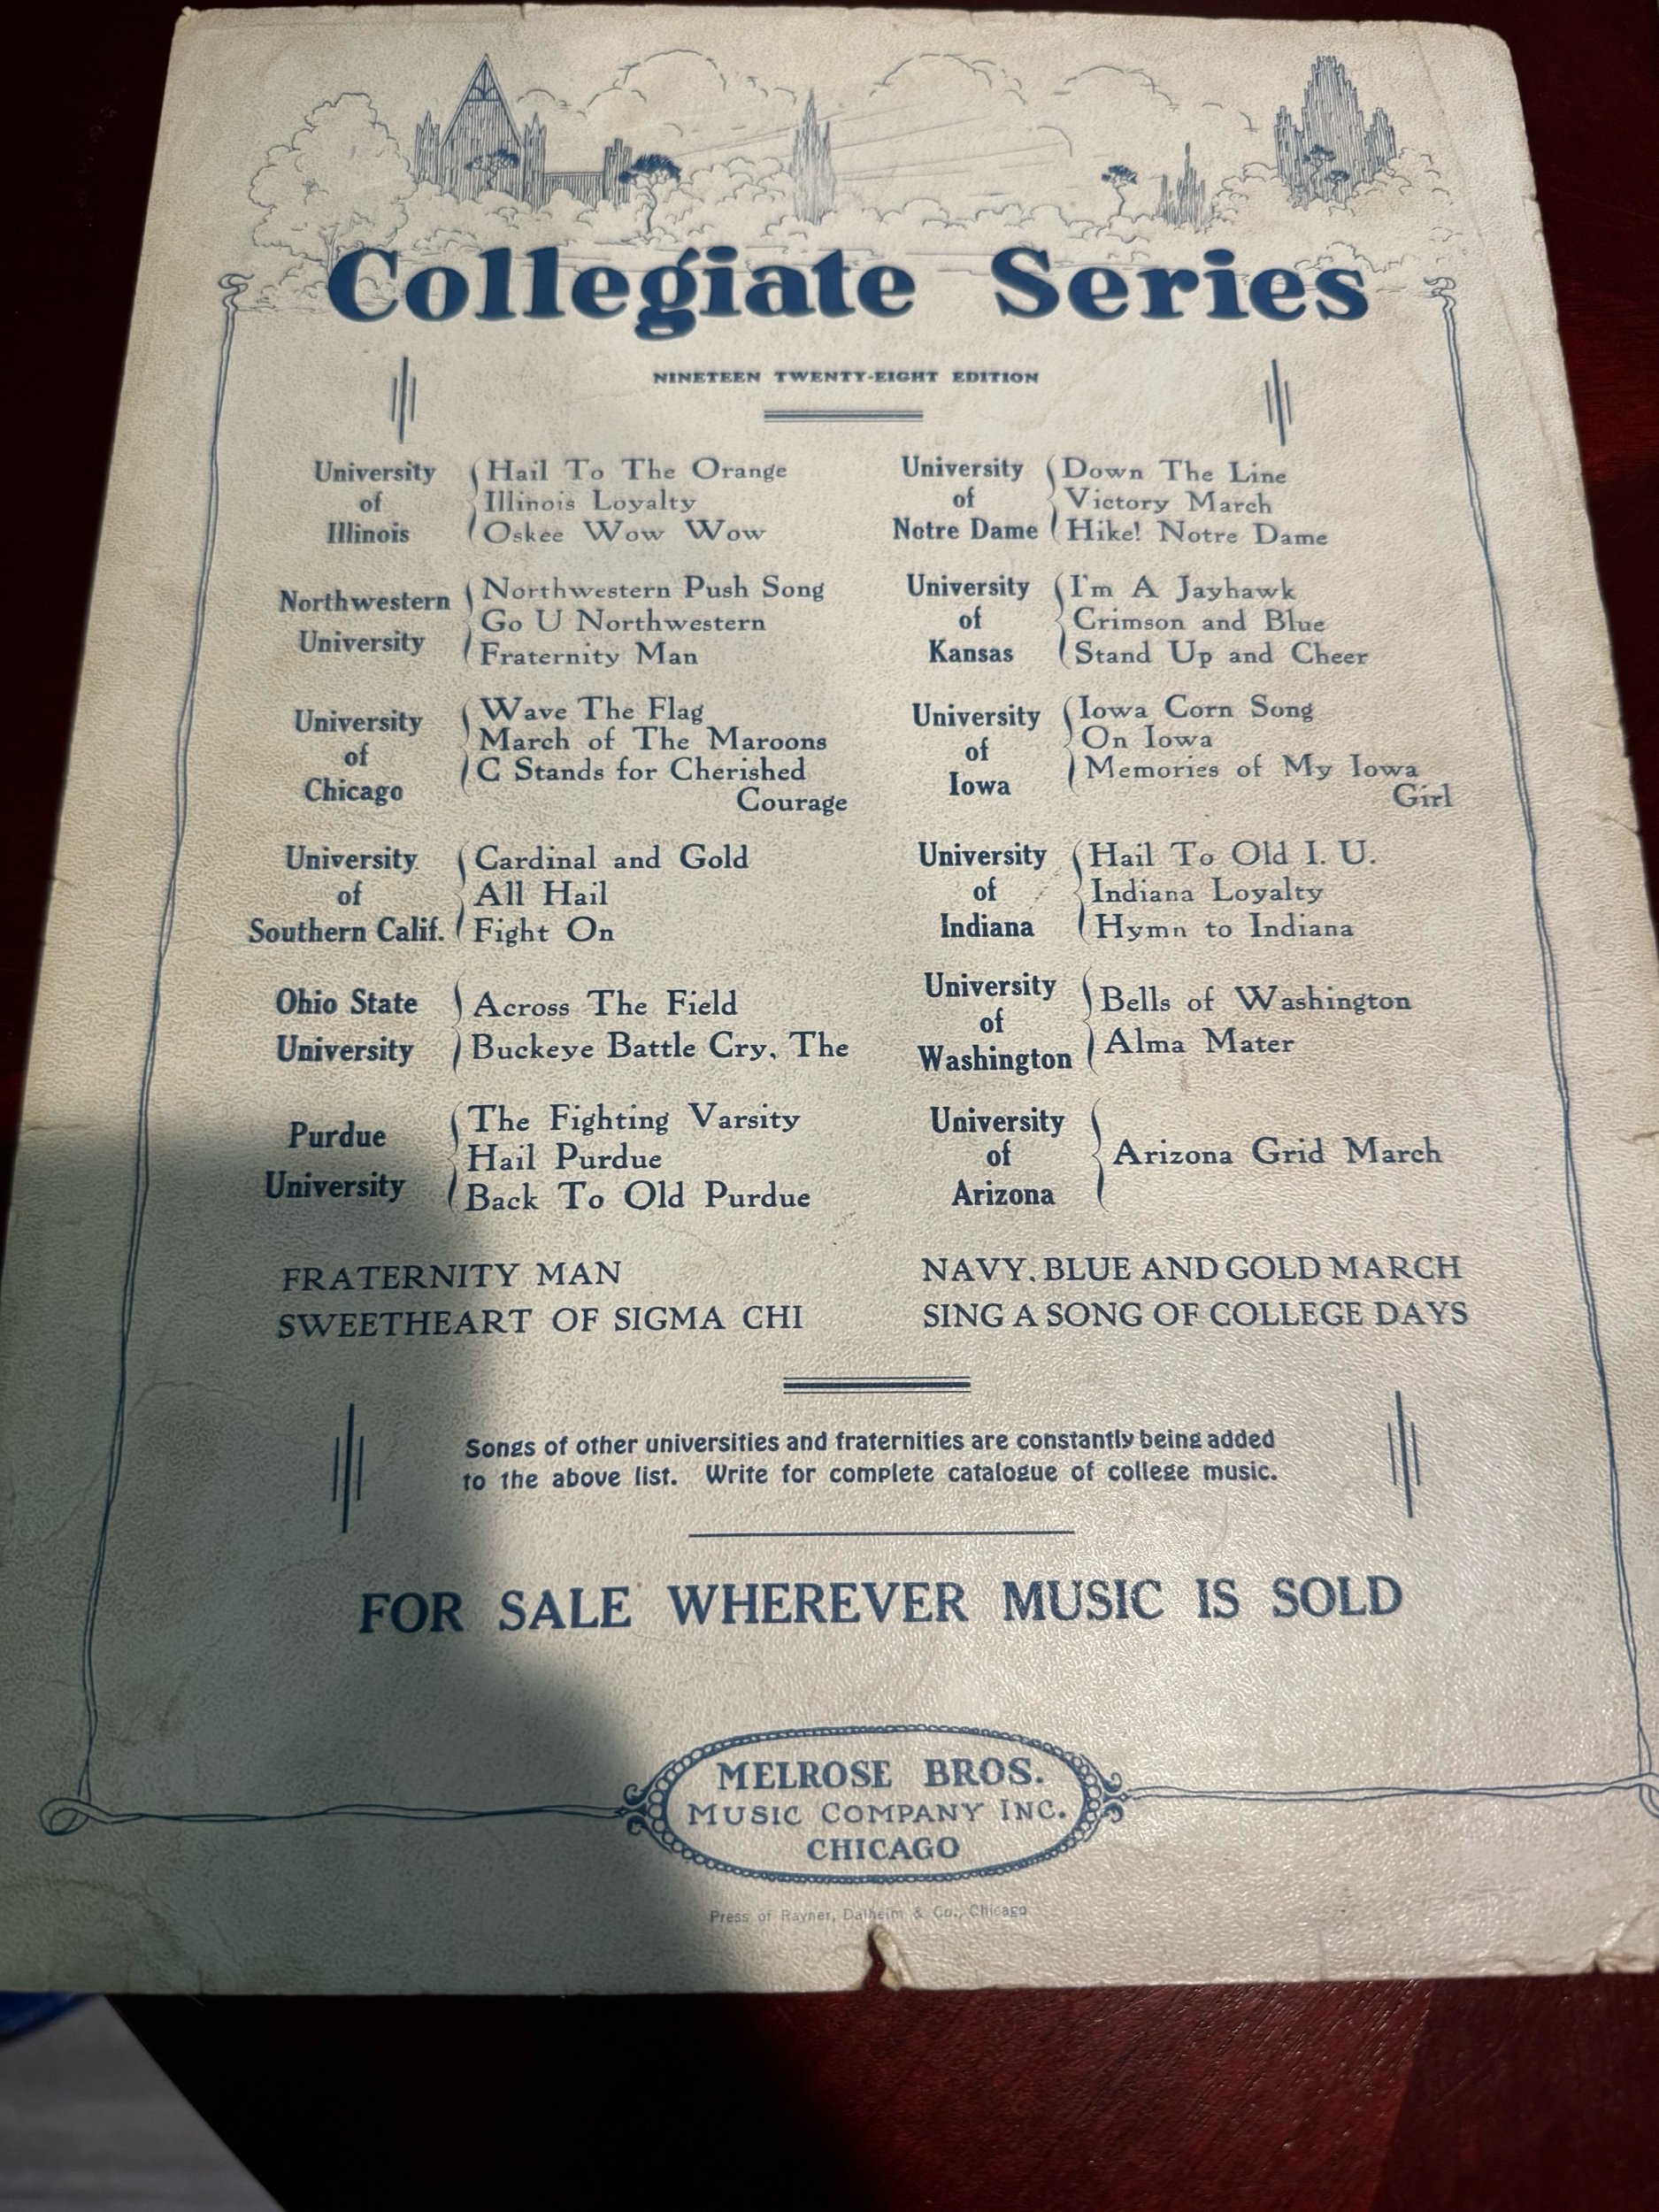 Collegiate Series
NINETEEN TWENTY-EIGHT EDITION
University of Illinois
Hail To The Orange
Illinois Loyalty
Oskee Wow Wow
Northwestern University
Northwestern Push Song
Go U Northwestern
Fraternity Man
University of Chicago
Wave The Flag
March of The Maroons
C Stands for Cherished
Courage
University of Southern Calif.
Cardinal and Gold
All Hail
Fight On
Ohio State University
Across The Field
Buckeye Battle Cry, The
Purdue University
The Fighting Varsity
Hail Purdue
Back To Old Purdue
University of Notre Dame
Down The Line
Victory March
Hike! Notre Dame
University of Kansas
I'm A Jayhawk
Crimson and Blue
Stand Up and Cheer
University of Iowa
Iowa Corn Song
On Iowa
Memories of My Iowa
Girl
University of Indiana
Hail To Old I. U.
Indiana Loyalty
Hymn to Indiana
University of Washington
Bells of Washington
Alma Mater
University of Arizona
Arizona Grid March
FRATERNITY MAN
SWEETHEART OF SIGMA CHI
NAVY, BLUE AND GOLD MARCH
SING A SONG OF COLLEGE DAYS
Songs of other universities and fraternities are constantly being added
to the above list. Write for complete catalogue of college music.
FOR SALE WHEREVER MUSIC IS SOLD
MELROSE BROS.
MUSIC COMPANY INC.
CHICAGO
Press of Rayner, Dalheim & Co., Chicago